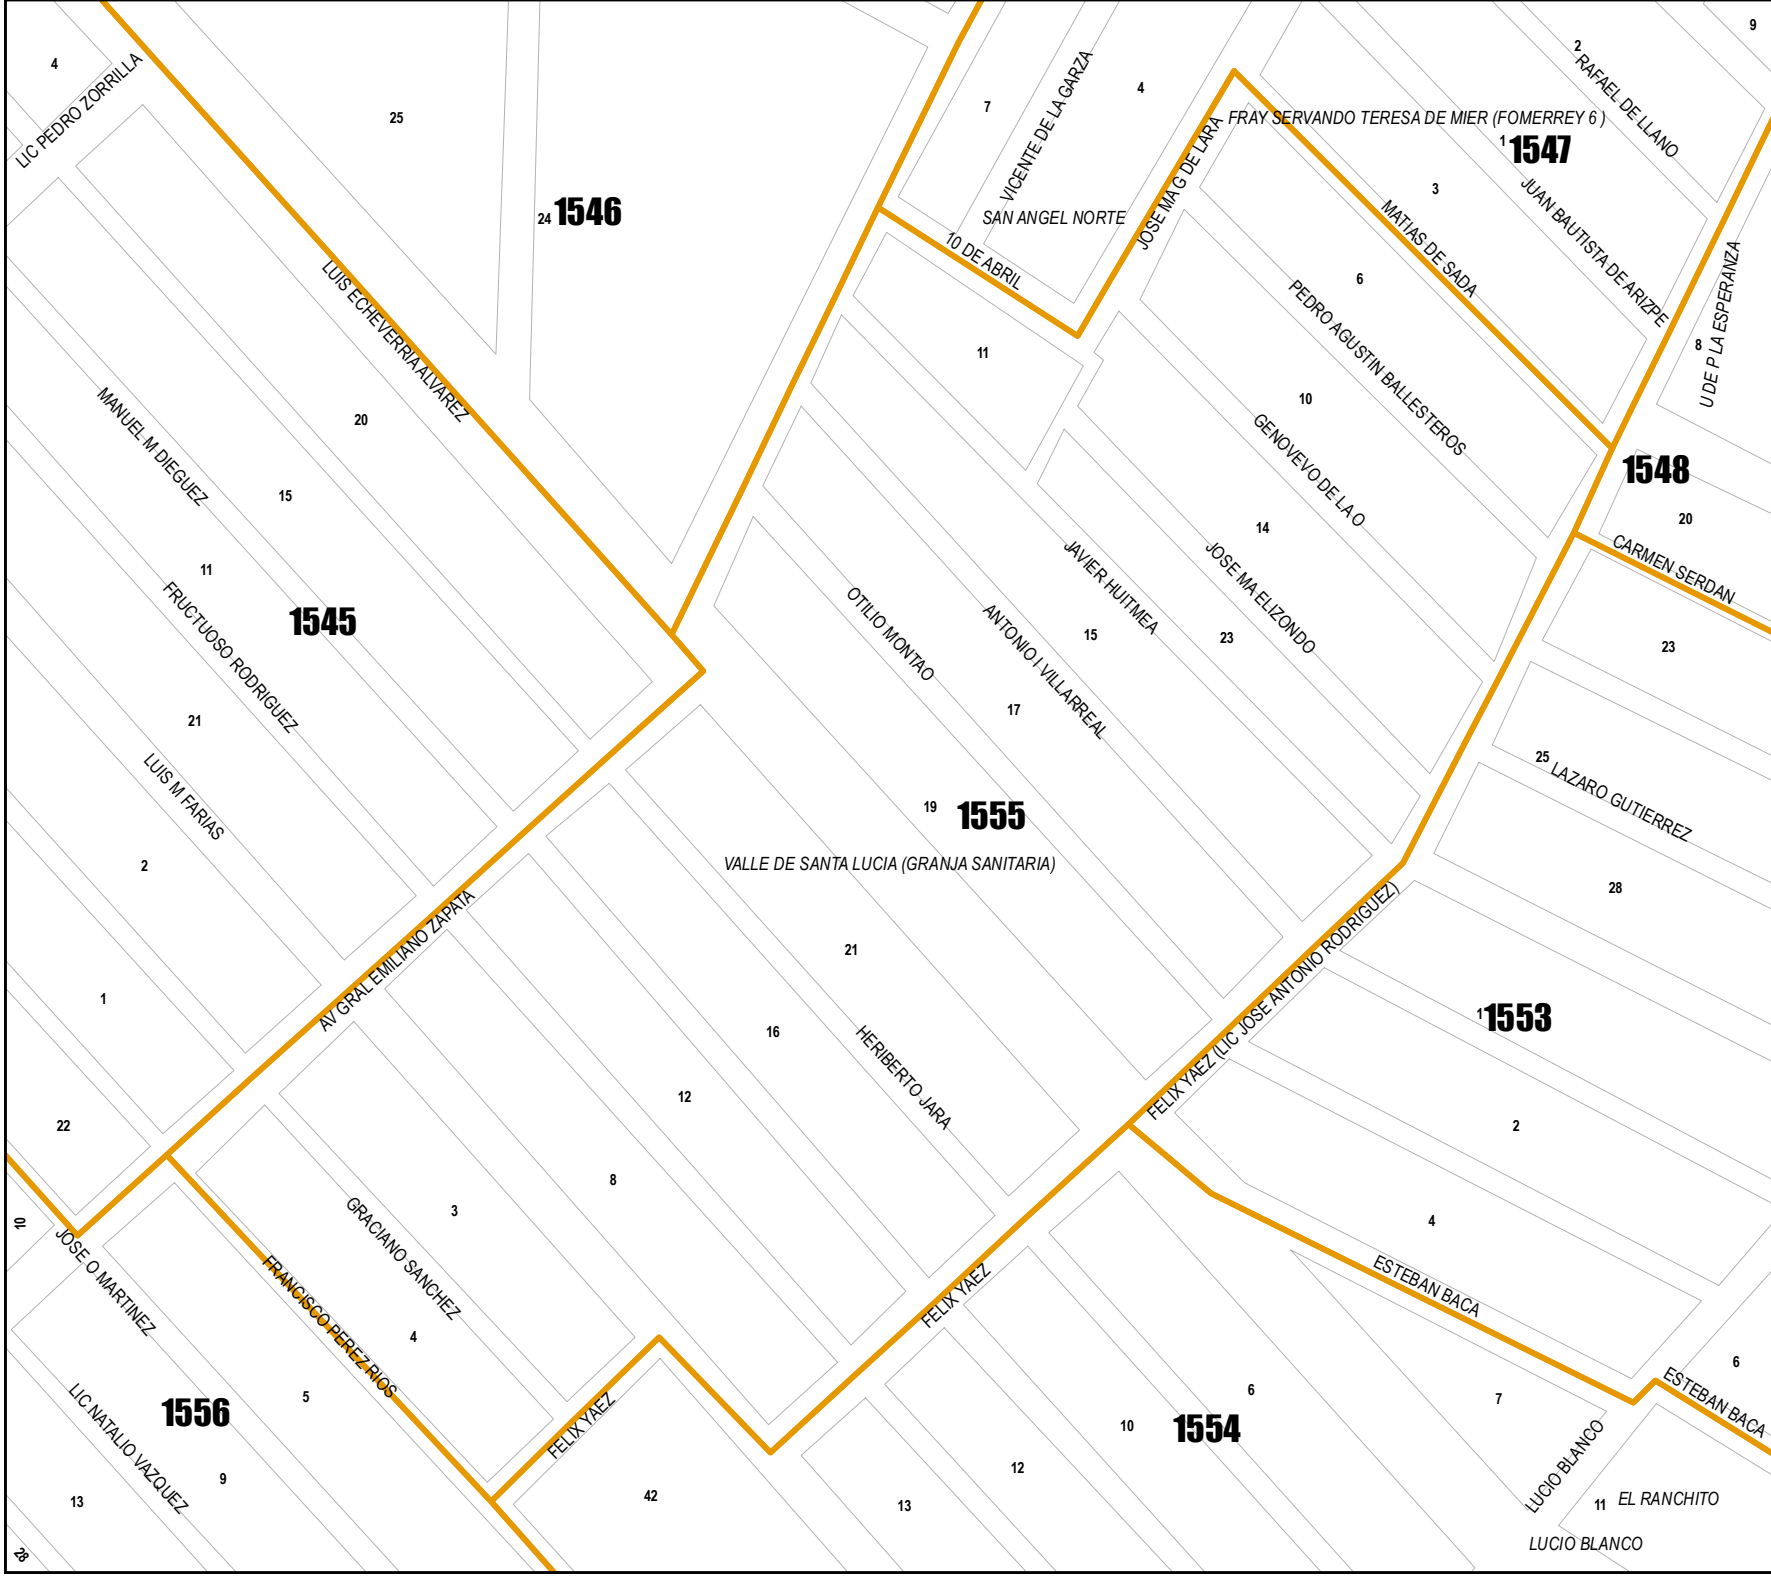 9
2
4
25
4
7
LIC PEDRO ZORRILLA
VICENTE DE LA GARZA
RAFAEL DE LLANO
FRAY SERVANDO TERESA DE MIER (FOMERREY 6 )
1 1547
JOSE MA G DE LARA
3
24 1546
SAN ANGEL NORTE
MATIAS DE SADA
JUAN BAUTISTA DE ARIZPE
10 DE ABRIL
6
LUIS ECHEVERRIA ALVAREZ
U DE P LA ESPERANZA
8
11
PEDRO AGUSTIN BALLESTEROS
10
20
MANUEL M DIEGUEZ
GENOVEVO DE LA O
1548
15
20
14
CARMEN SERDAN
11
JAVIER HUITMEA
JOSE MA ELIZONDO
FRUCTUOSO RODRIGUEZ
1545
OTILIO MONTAO
ANTONIO I VILLARREAL
15
23
23
21
17
LUIS M FARIAS
25
LAZARO GUTIERREZ
19 1555
VALLE DE SANTA LUCIA (GRANJA SANITARIA)
2
28
AV GRAL EMILIANO ZAPATA
FELIX YAEZ (LIC JOSE ANTONIO RODRIGUEZ)
21
1
1 1553
16
HERIBERTO JARA
12
22
2
8
3
GRACIANO SANCHEZ
10
4
JOSE O MARTINEZ
FRANCISCO PEREZ RIOS
FELIX YAEZ
ESTEBAN BACA
4
6
ESTEBAN BACA
5
6
7
LIC NATALIO VAZQUEZ
1556
FELIX YAEZ
10
1554
LUCIO BLANCO
9
12
13
42
13
11
EL RANCHITO
LUCIO BLANCO
28